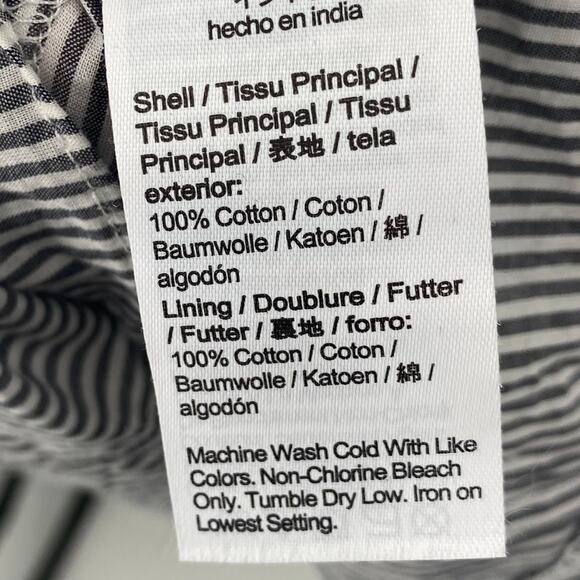 hecho en india
Shell / Tissu Principal /
Tissu Principal / Tissu
Principal / 表地 / tela
exterior:
100% Cotton / Coton /
Baumwolle / Katoen / 綿 /
algodón
Lining / Doublure / Futter
/ Futter / 裏地 / forro:
100% Cotton / Coton /
Baumwolle / Katoen / 綿 /
algodón
Machine Wash Cold With Like
Colors. Non-Chlorine Bleach
Only. Tumble Dry Low. Iron on
Lowest Setting.